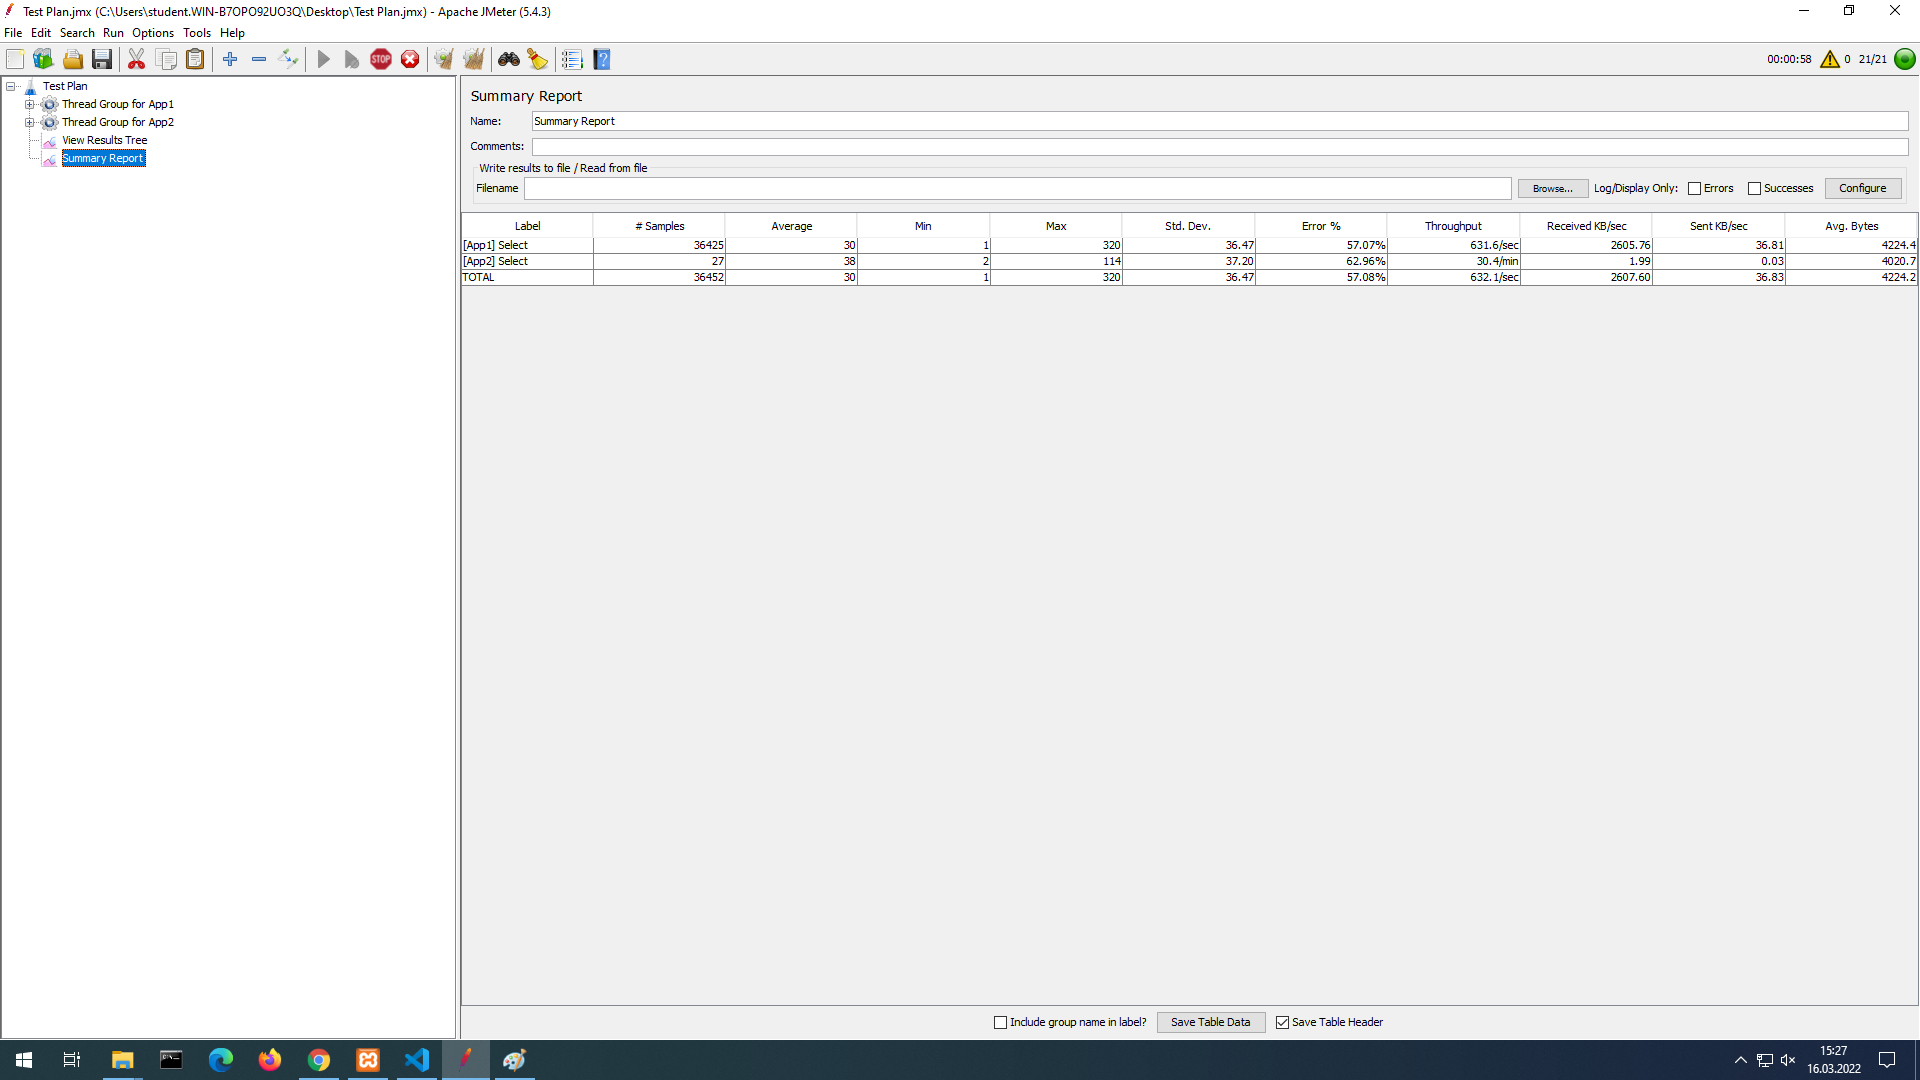 Test Plan.jmx (C:\Users\student.WIN-B7OPO92UO3Q\Desktop\Test Plan.jmx) - Apache JMeter (5.4.3)
File Edit Search Run Options Tools Help
STOP 00:00:58 0 21/21
Test Plan
Thread Group for App1
Thread Group for App2
View Results Tree
Summary Report
Summary Report
Name: Summary Report
Comments:
Write results to file / Read from file
Filename Browse... Log/Display Only: Errors Successes Configure
Label # Samples Average Min Max Std. Dev. Error % Throughput Received KB/sec Sent KB/sec Avg. Bytes
[App1] Select 36425 30 1 320 36.47 57.07% 631.6/sec 2605.76 36.81 4224.4
[App2] Select 27 38 2 114 37.20 62.96% 30.4/min 1.99 0.03 4020.7
TOTAL 36452 30 1 320 36.47 57.08% 632.1/sec 2607.60 36.83 4224.2
Include group name in label? Save Table Data Save Table Header
15:27
16.03.2022